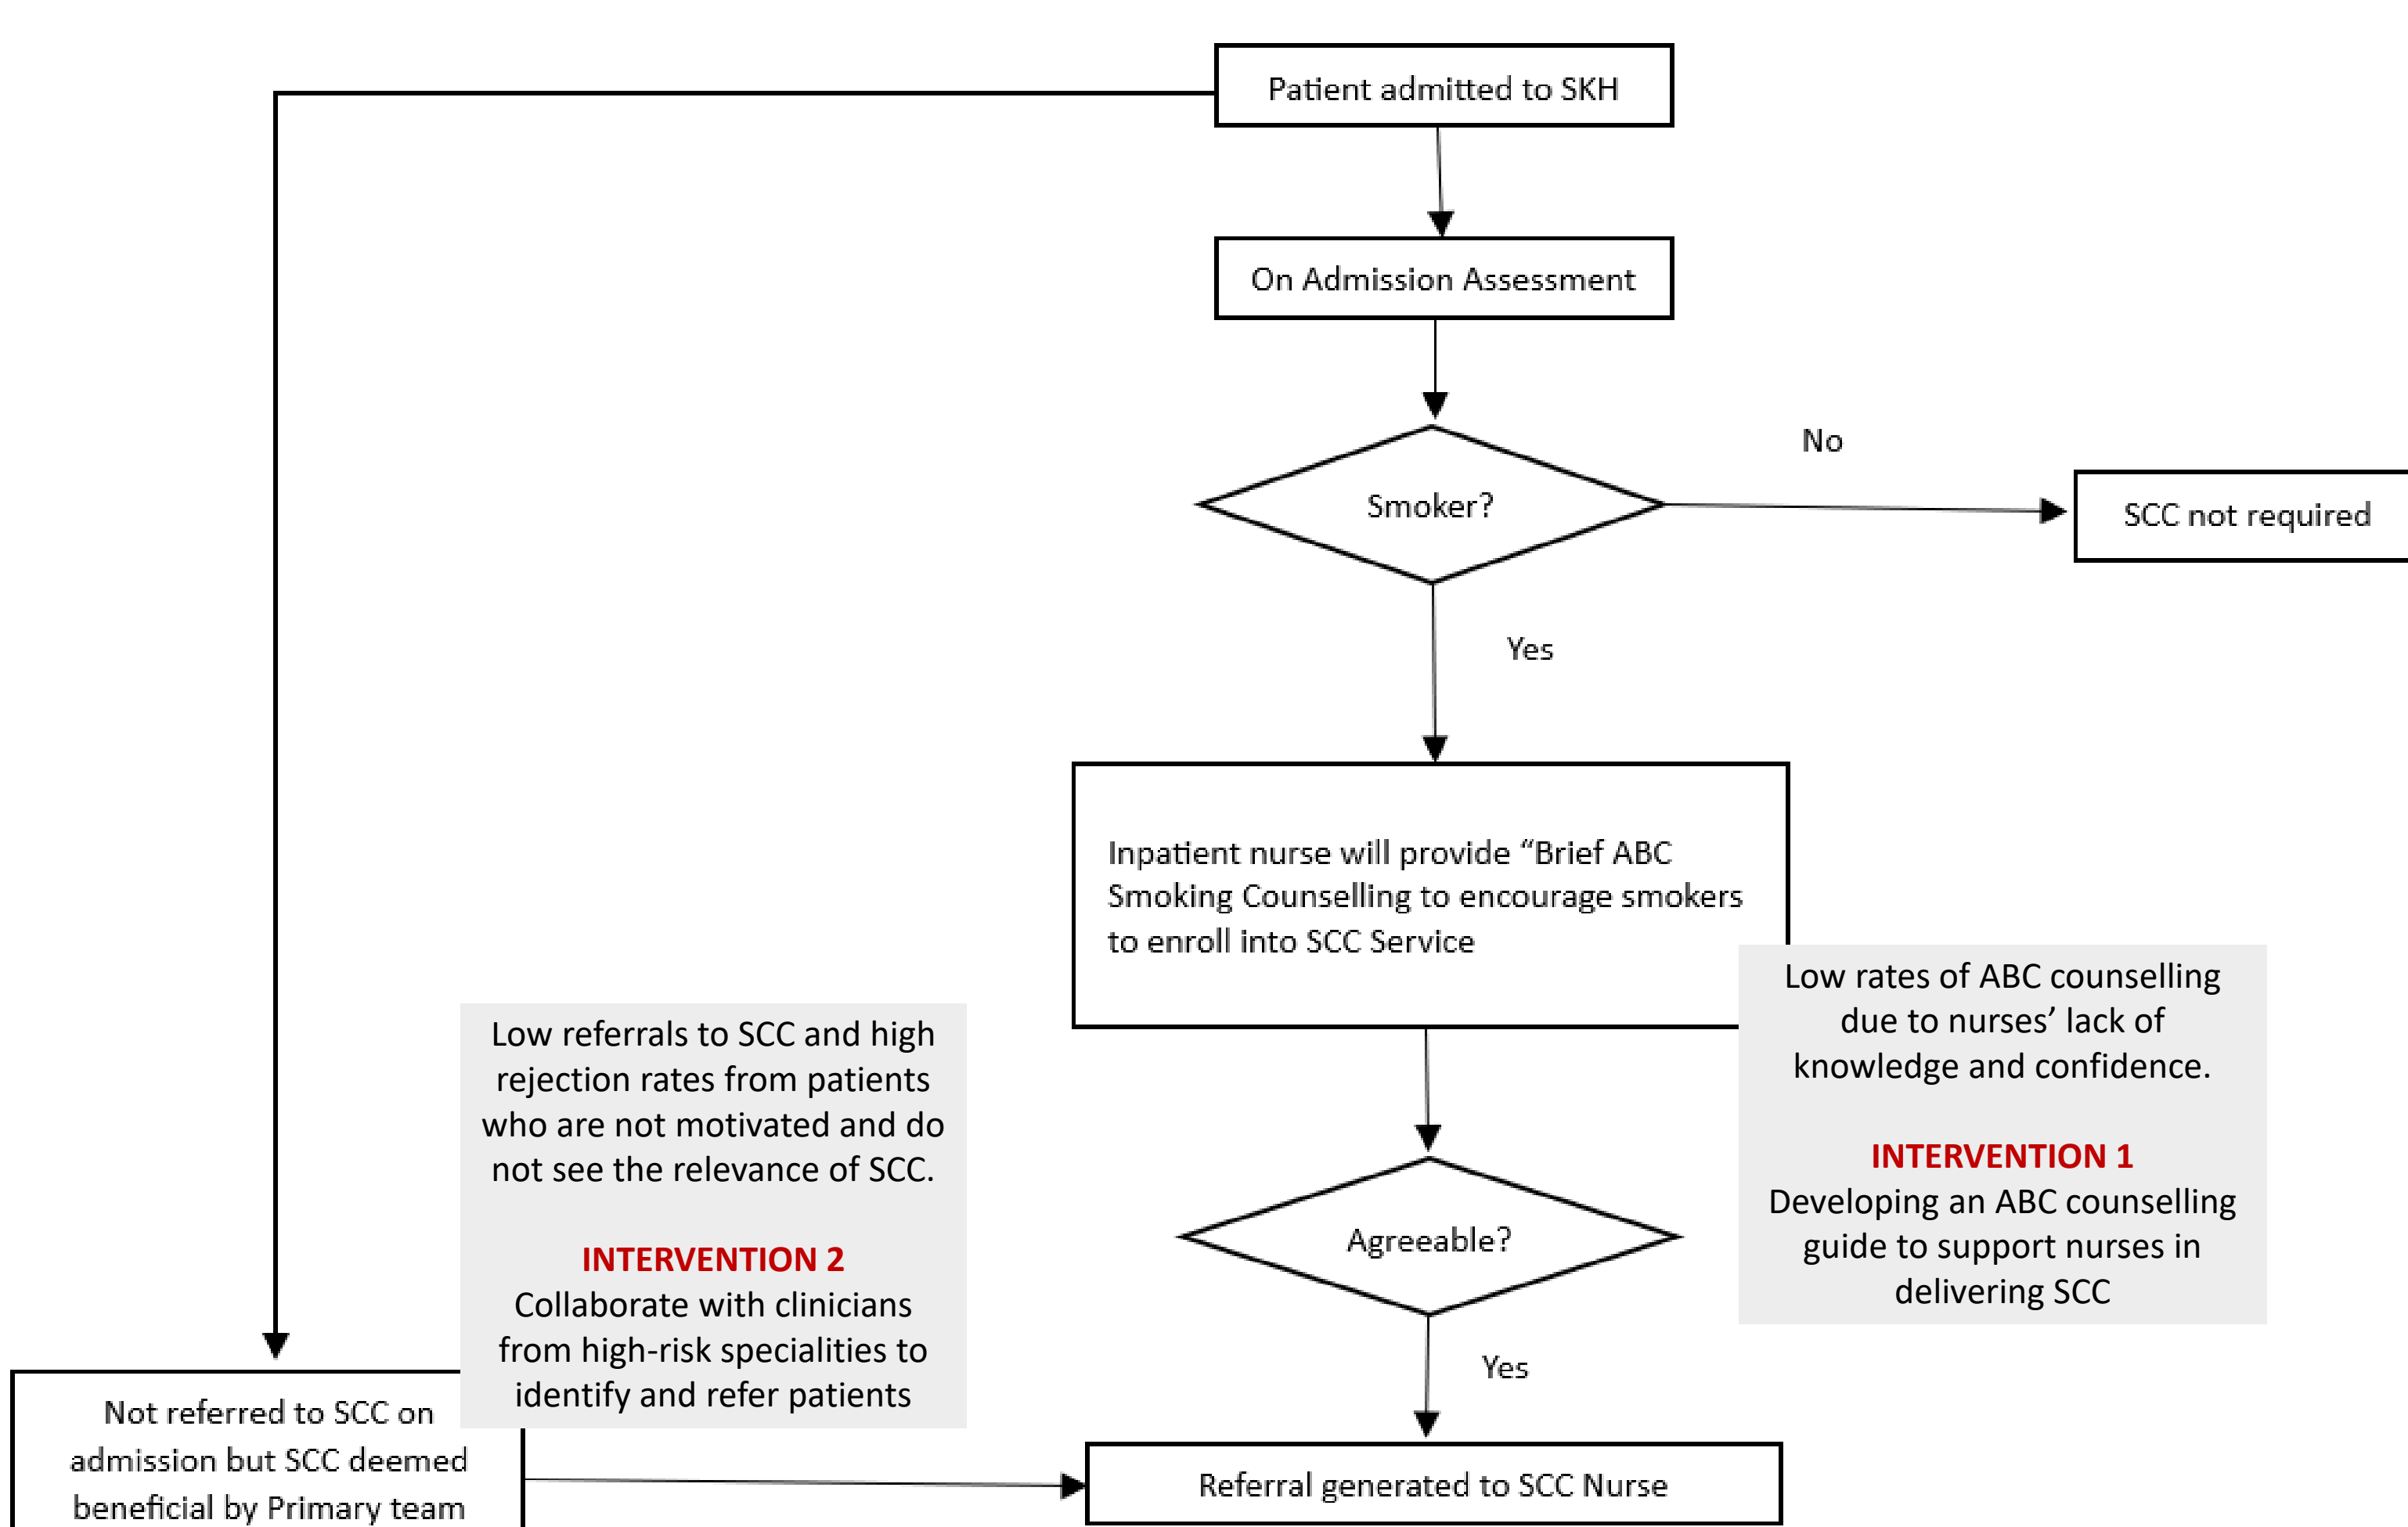 Patient admitted to SKH
On Admission Assessment
Smoker?
No
SCC not required
Yes
Inpatient nurse will provide “Brief ABC
Smoking Counselling to encourage smokers
to enroll into SCC Service
Low rates of ABC counselling
due to nurses’ lack of
knowledge and confidence.
INTERVENTION 1
Developing an ABC counselling
guide to support nurses in
delivering SCC
Low referrals to SCC and high
rejection rates from patients
who are not motivated and do
not see the relevance of SCC.
INTERVENTION 2
Collaborate with clinicians
from high-risk specialities to
identify and refer patients
Agreeable?
Yes
Not referred to SCC on
admission but SCC deemed
beneficial by Primary team
Referral generated to SCC Nurse